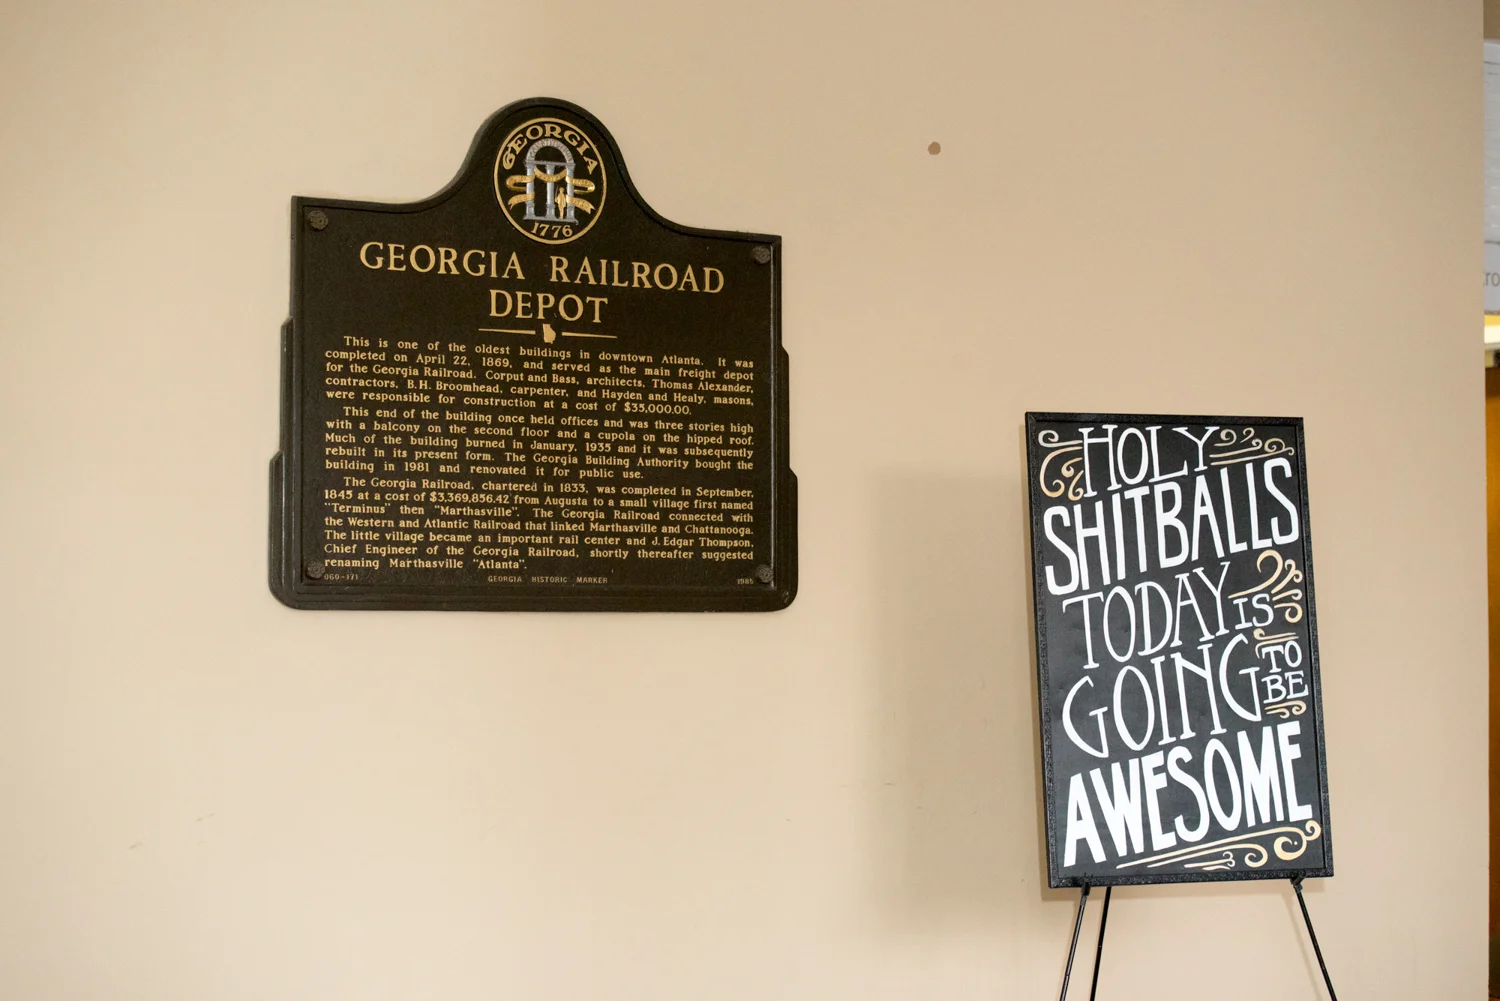 GEORGIA
1776
GEORGIA RAILROAD
DEPOT
This is one of the oldest buildings in downtown Atlanta. It was
completed on April 22, 1869, and served as the main freight depot
for the Georgia Railroad. Corput and Bass, architects, Thomas Alexander,
contractors, B.H. Broomhead, carpenter, and Hayden and Healy, masons,
were responsible for construction at a cost of $35,000.00.
This end of the building once held offices and was three stories high
with a balcony on the second floor and a cupola on the hipped roof.
Much of the building burned in January, 1935 and it was subsequently
rebuilt in its present form. The Georgia Building Authority bought the
building in 1981 and renovated it for public use.
The Georgia Railroad, chartered in 1833, was completed in September,
1845 at a cost of $3,369,856.42 from Augusta to a small village first named
"Terminus" then "Marthasville". The Georgia Railroad connected with
the Western and Atlantic Railroad that linked Marthasville and Chattanooga.
The little village became an important rail center and J. Edgar Thompson,
Chief Engineer of the Georgia Railroad, shortly thereafter suggested
renaming Marthasville "Atlanta".
060-171 GEORGIA HISTORIC MARKER 1985
HOLY
SHITBALLS
TODAY IS
GOING TO BE
AWESOME